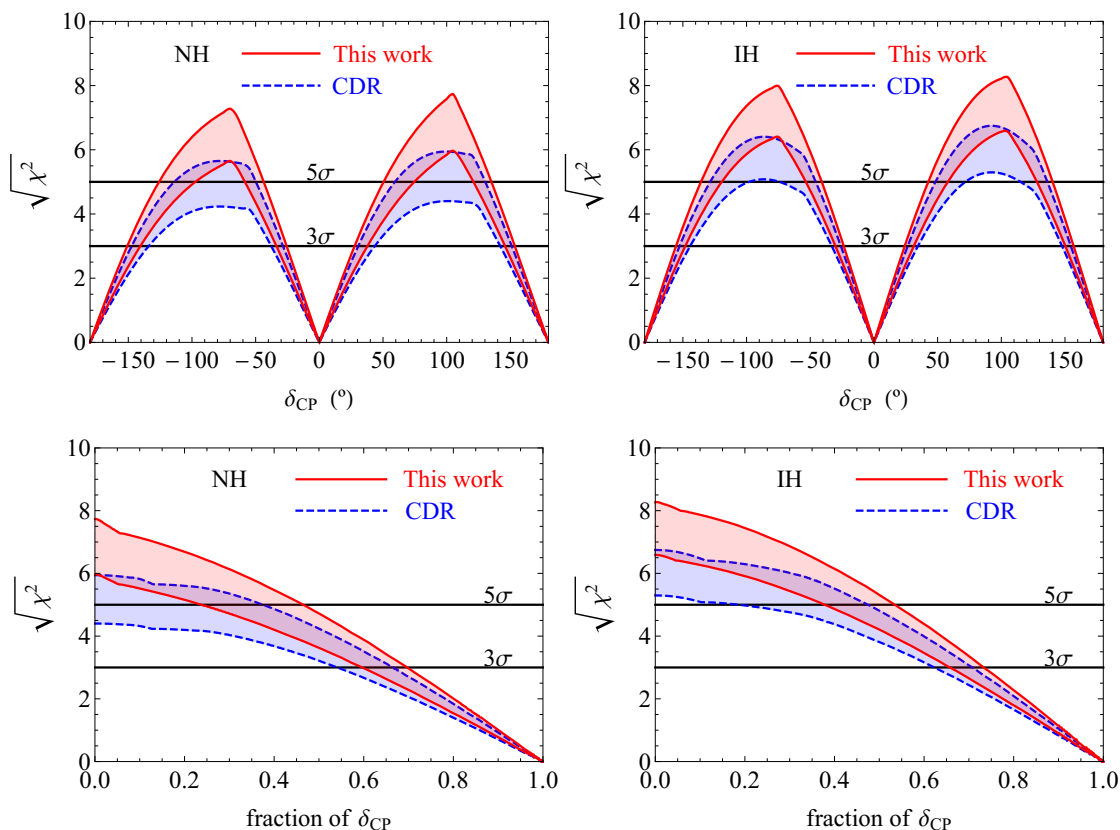 NH
This work
CDR
√χ²
10
8
6
4
2
0
5σ
3σ
−150 −100 −50 0 50 100 150
δCP (º)
IH
This work
CDR
√χ²
10
8
6
4
2
0
5σ
3σ
−150 −100 −50 0 50 100 150
δCP (º)
NH
This work
CDR
√χ²
10
8
6
4
2
0
5σ
3σ
0.0 0.2 0.4 0.6 0.8 1.0
fraction of δCP
IH
This work
CDR
√χ²
10
8
6
4
2
0
5σ
3σ
0.0 0.2 0.4 0.6 0.8 1.0
fraction of δCP